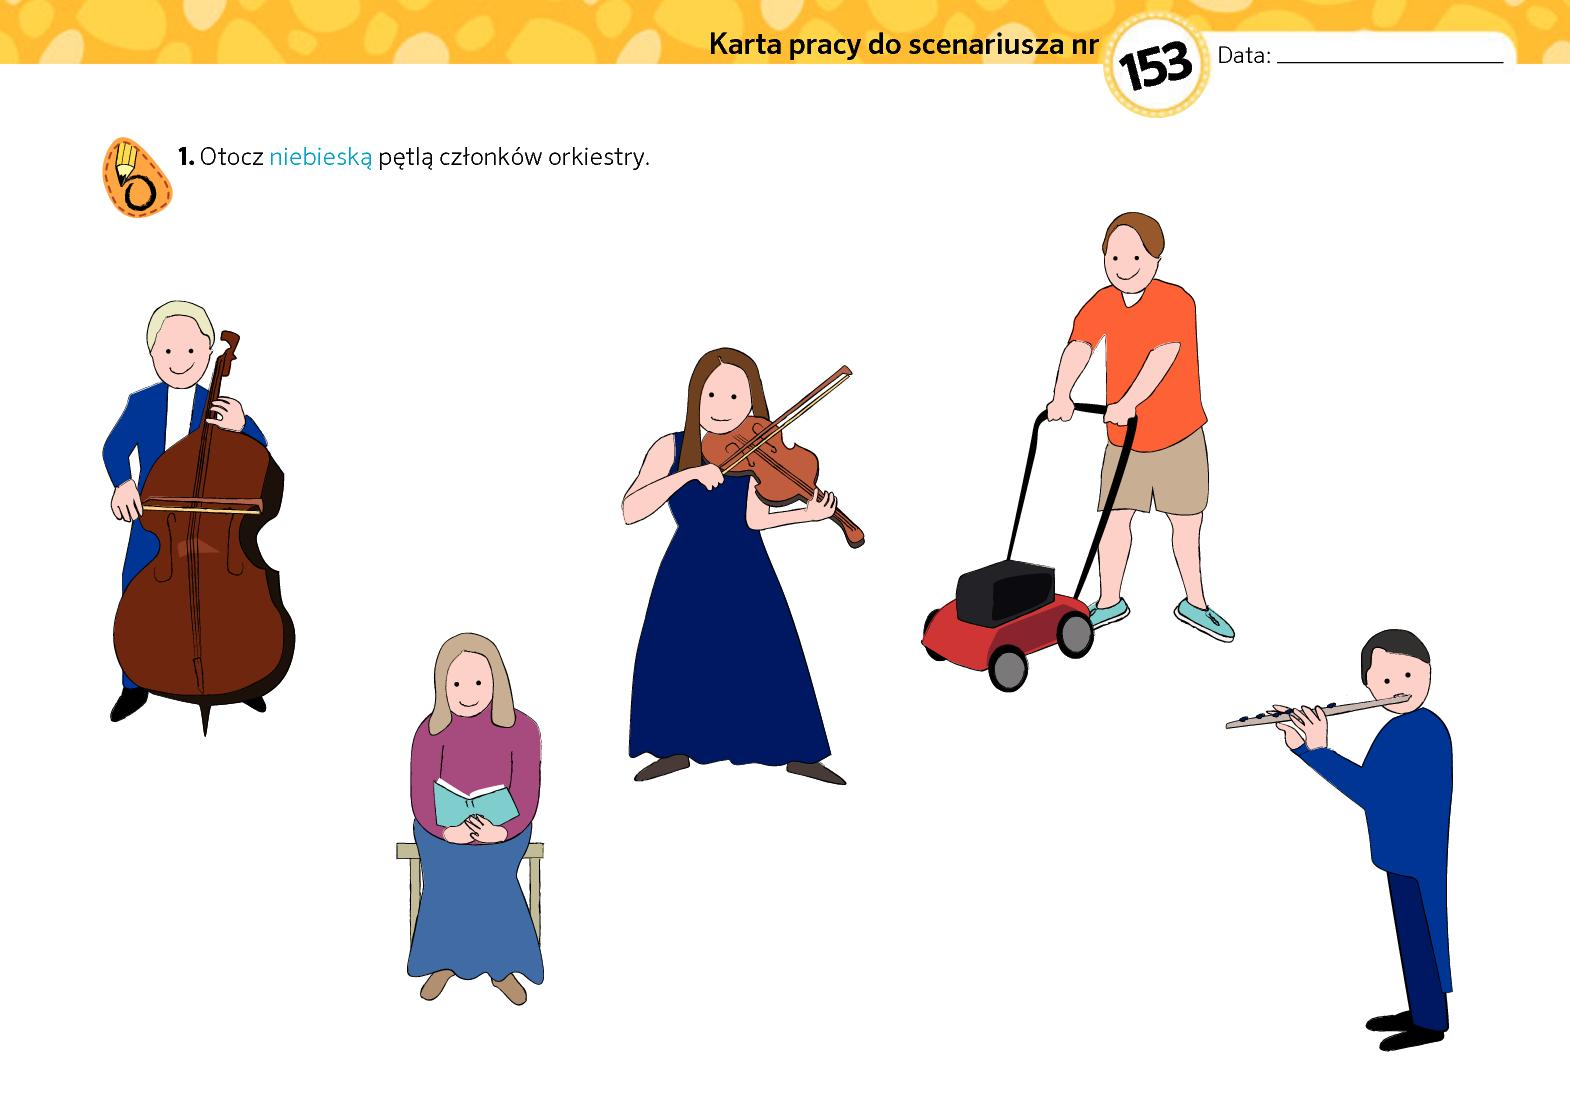 Karta pracy do scenariusza nr 153 Data:
1. Otocz niebieską pętlą członków orkiestry.